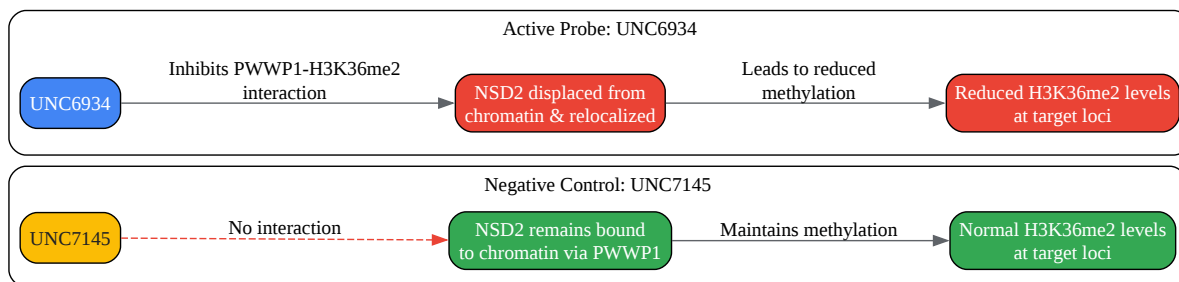 Active Probe: UNC6934
UNC6934
Inhibits PWWP1-H3K36me2
interaction
NSD2 displaced from
chromatin & relocalized
Leads to reduced
methylation
Reduced H3K36me2 levels
at target loci
Negative Control: UNC7145
UNC7145
No interaction
NSD2 remains bound
to chromatin via PWWP1
Maintains methylation
Normal H3K36me2 levels
at target loci